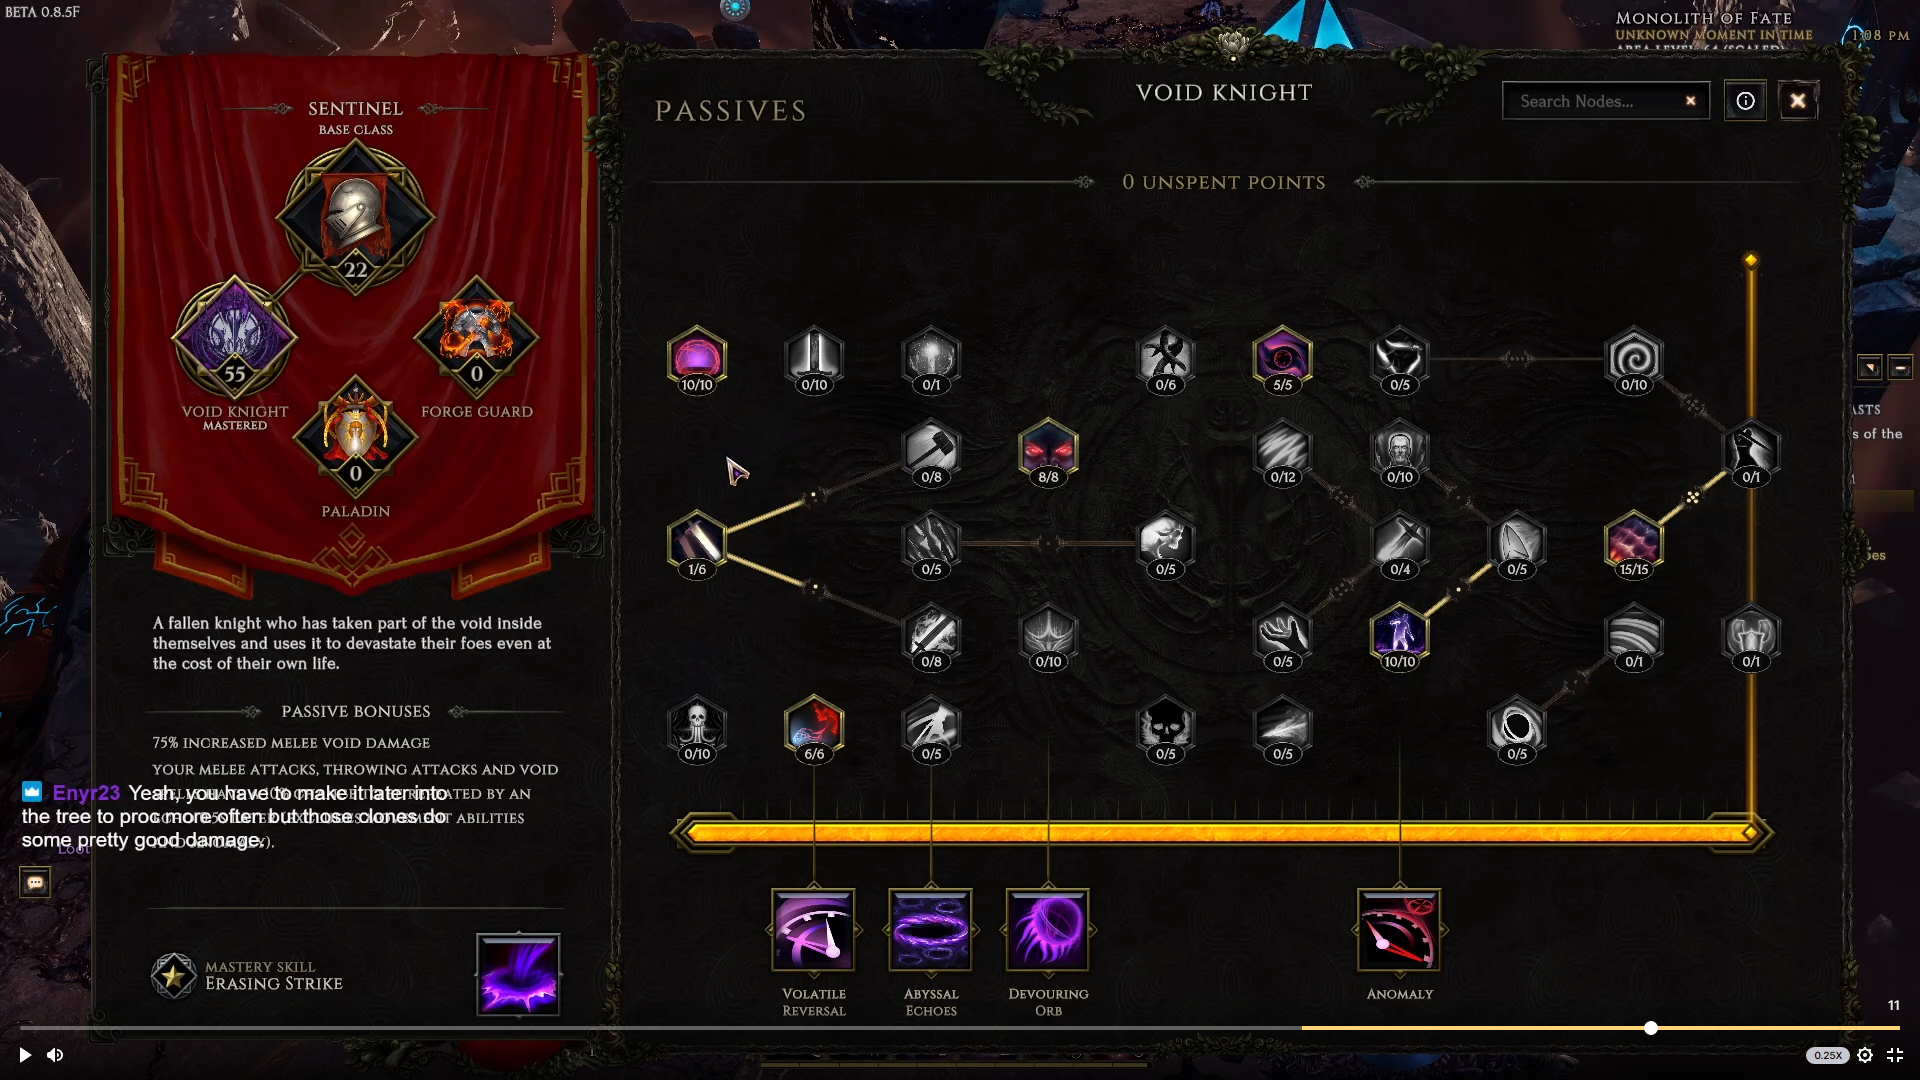 BETA 0.8.5F
MONOLITH OF FATE
UNKNOWN MOMENT IN TIME
1:08 PM
SENTINEL
BASE CLASS
22
55
VOID KNIGHT
MASTERED
0
FORGE GUARD
0
PALADIN
A fallen knight who has taken part of the void inside
themselves and uses it to devastate their foes even at
the cost of their own life.
PASSIVE BONUSES
75% INCREASED MELEE VOID DAMAGE
YOUR MELEE ATTACKS, THROWING ATTACKS AND VOID
Enyr23 Yeah, you have to make it later into
the tree to proc more often but those clones do
some pretty good damage.
MASTERY SKILL
ERASING STRIKE
PASSIVES
VOID KNIGHT
Search Nodes...
0 UNSPENT POINTS
10/10
0/10
0/1
0/6
5/5
0/5
0/10
0/8
8/8
0/12
0/10
0/1
1/6
0/5
0/5
0/4
0/5
15/15
0/8
0/10
0/5
10/10
0/1
0/1
0/10
6/6
0/5
0/5
0/5
0/5
VOLATILE
REVERSAL
ABYSSAL
ECHOES
DEVOURING
ORB
ANOMALY
s of the
11
0.25X